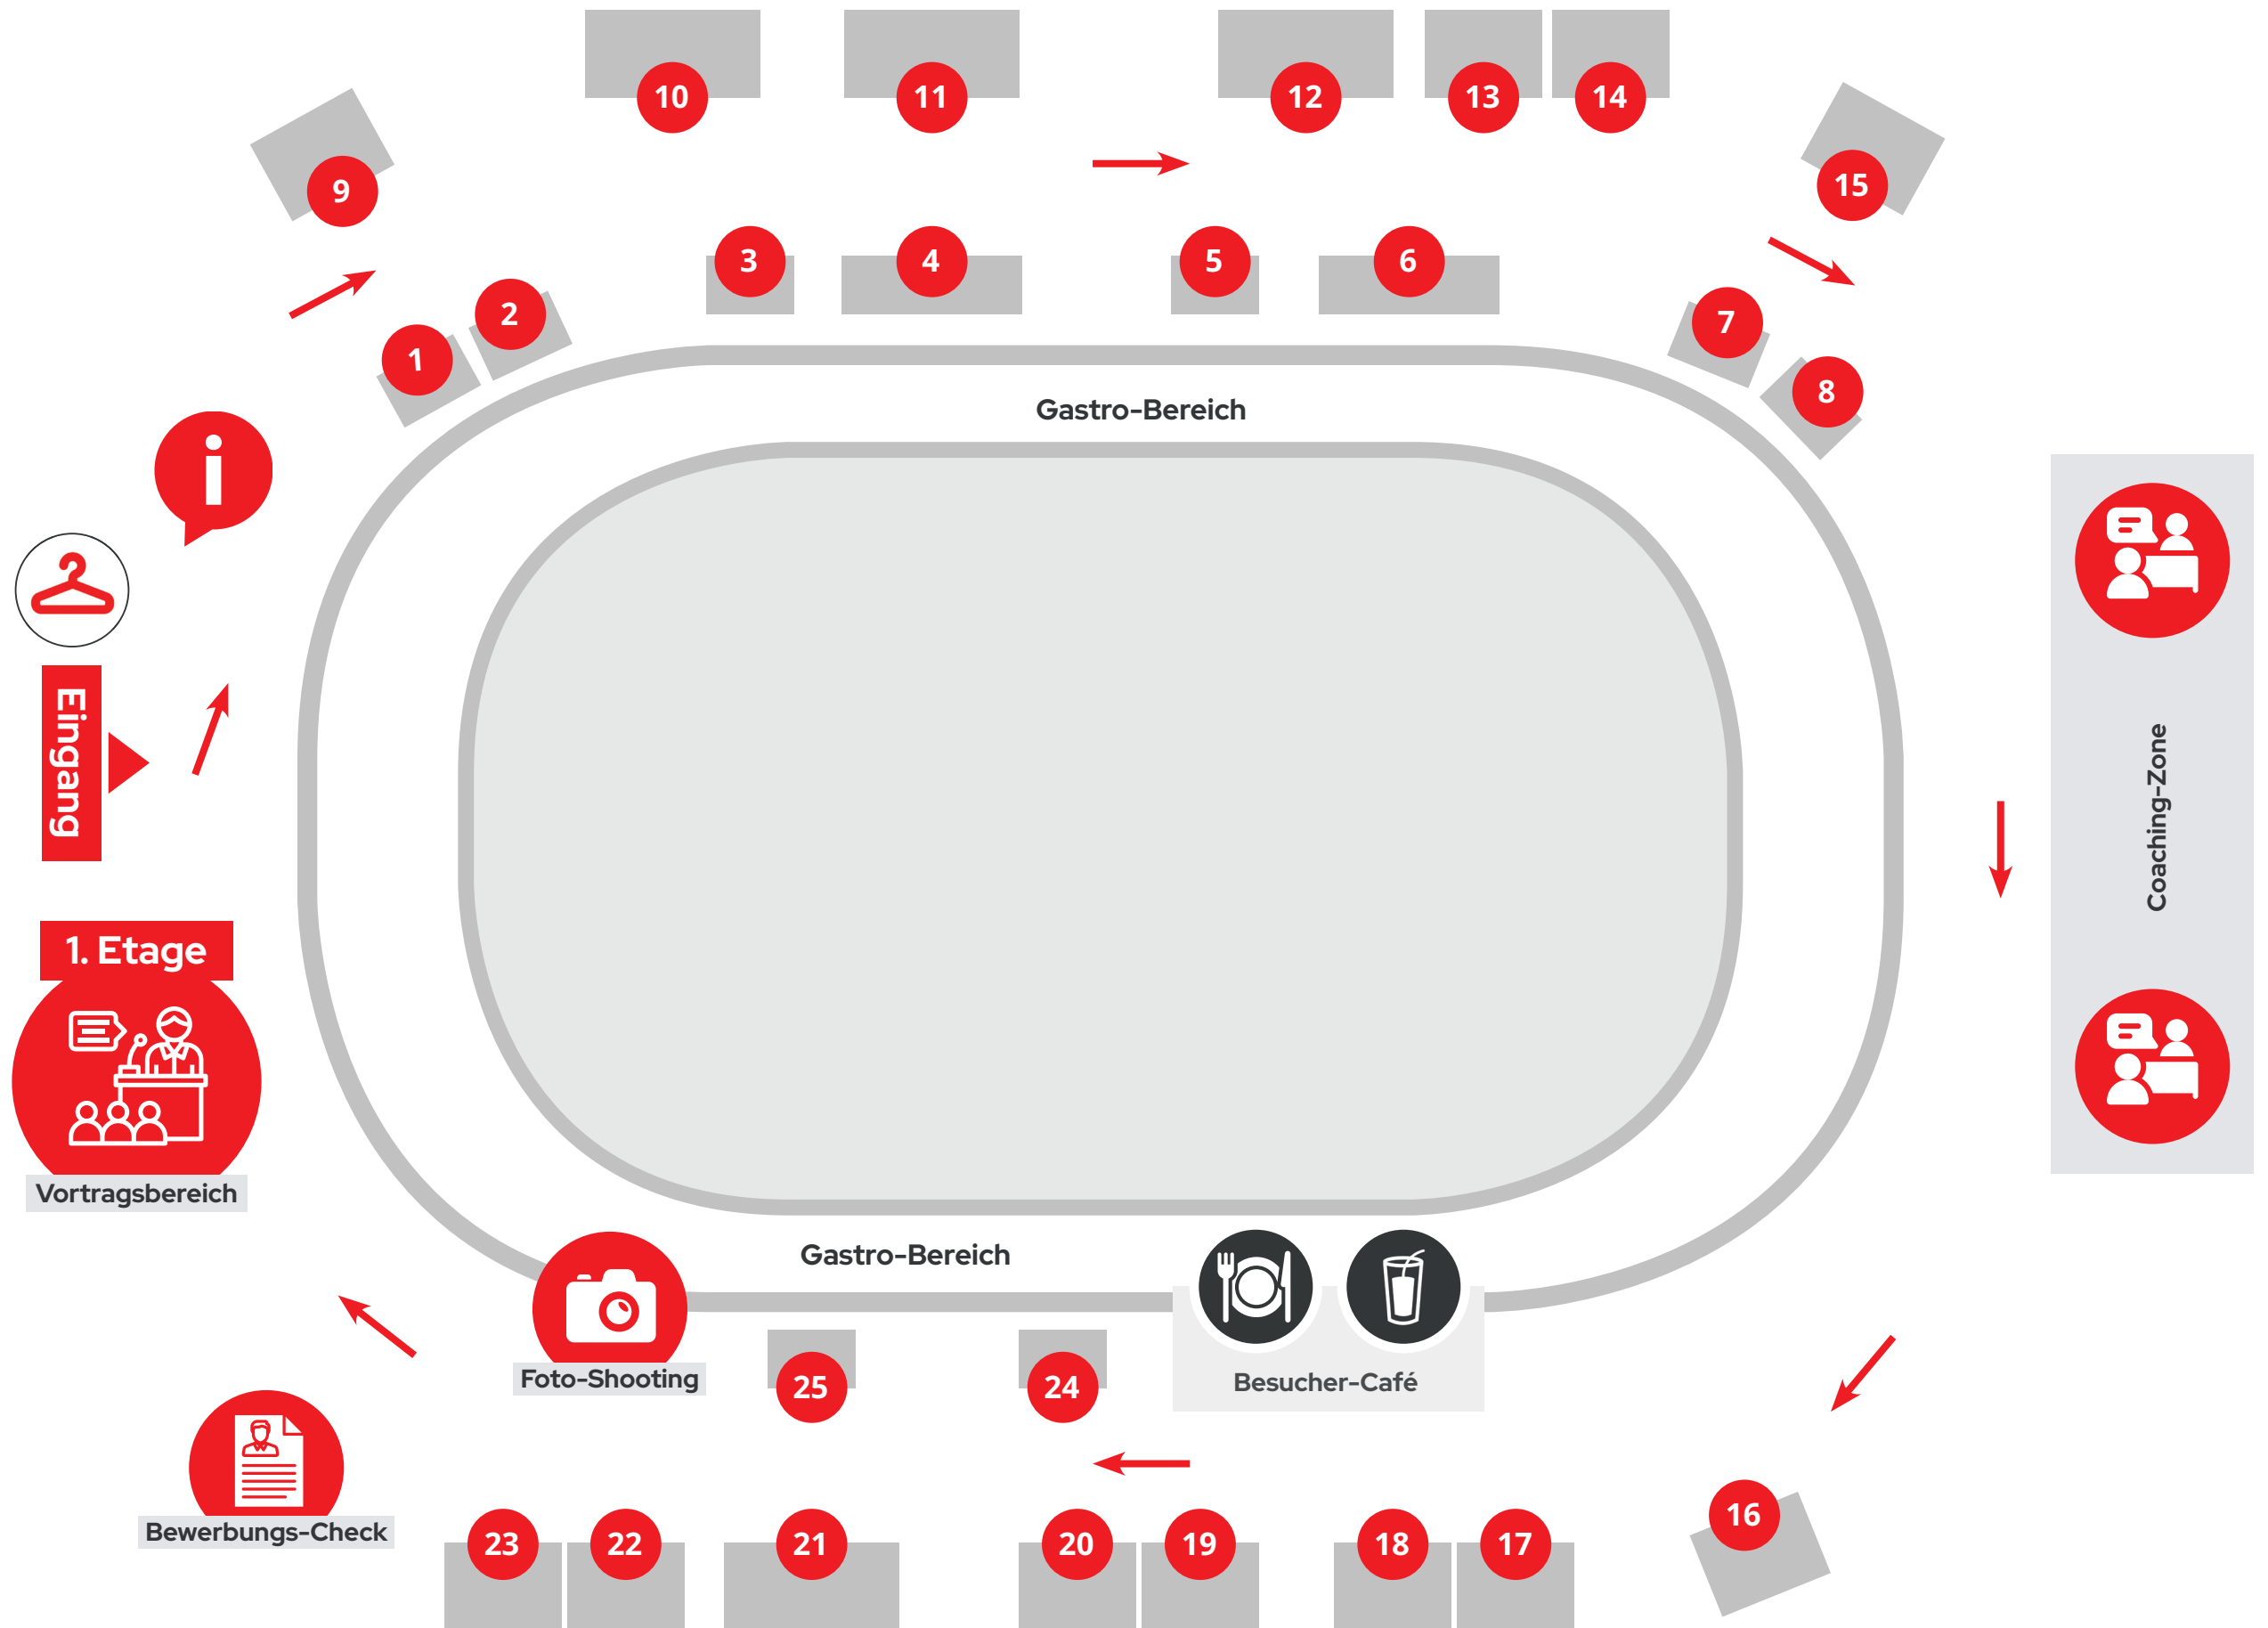 10
11
12
13
14
9
15
3
4
5
6
2
7
1
8
Gastro-Bereich
i
Eingang
Coaching-Zone
1. Etage
Vortragsbereich
Gastro-Bereich
Foto-Shooting
25
24
Besucher-Café
Bewerbungs-Check
23
22
21
20
19
18
17
16